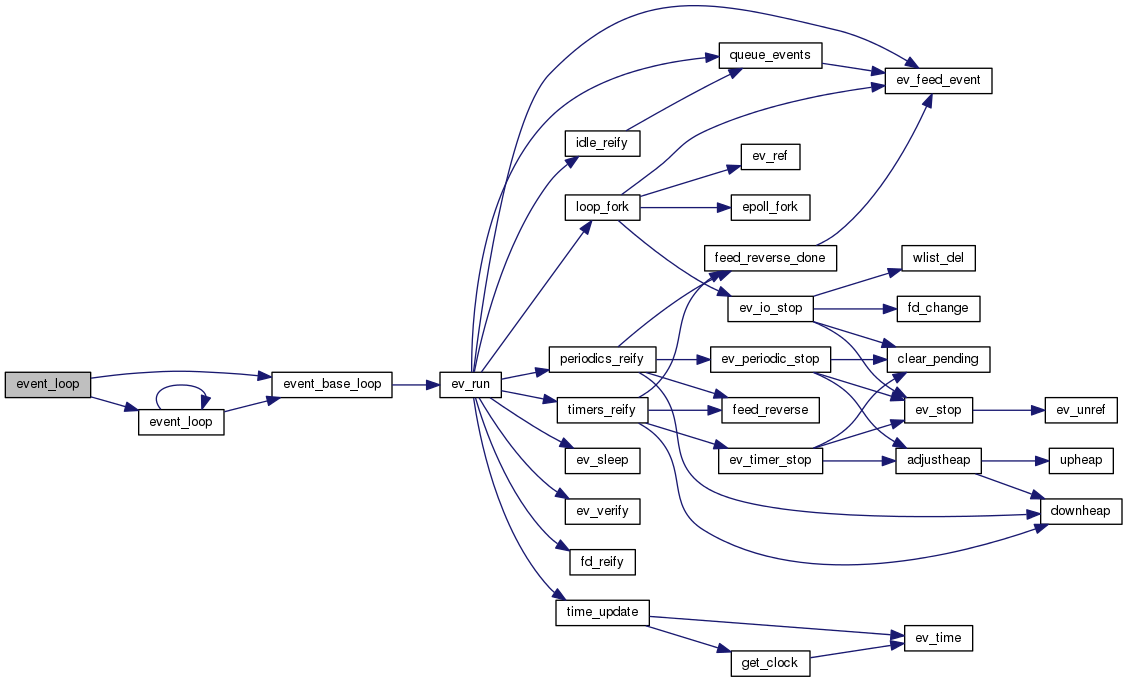 queue_events
ev_feed_event
idle_reify
ev_ref
loop_fork
epoll_fork
feed_reverse_done
wlist_del
ev_io_stop
fd_change
periodics_reify
ev_periodic_stop
clear_pending
event_loop
event_base_loop
ev_run
timers_reify
feed_reverse
ev_stop
ev_unref
event_loop
ev_sleep
ev_timer_stop
adjustheap
upheap
ev_verify
downheap
fd_reify
time_update
ev_time
get_clock